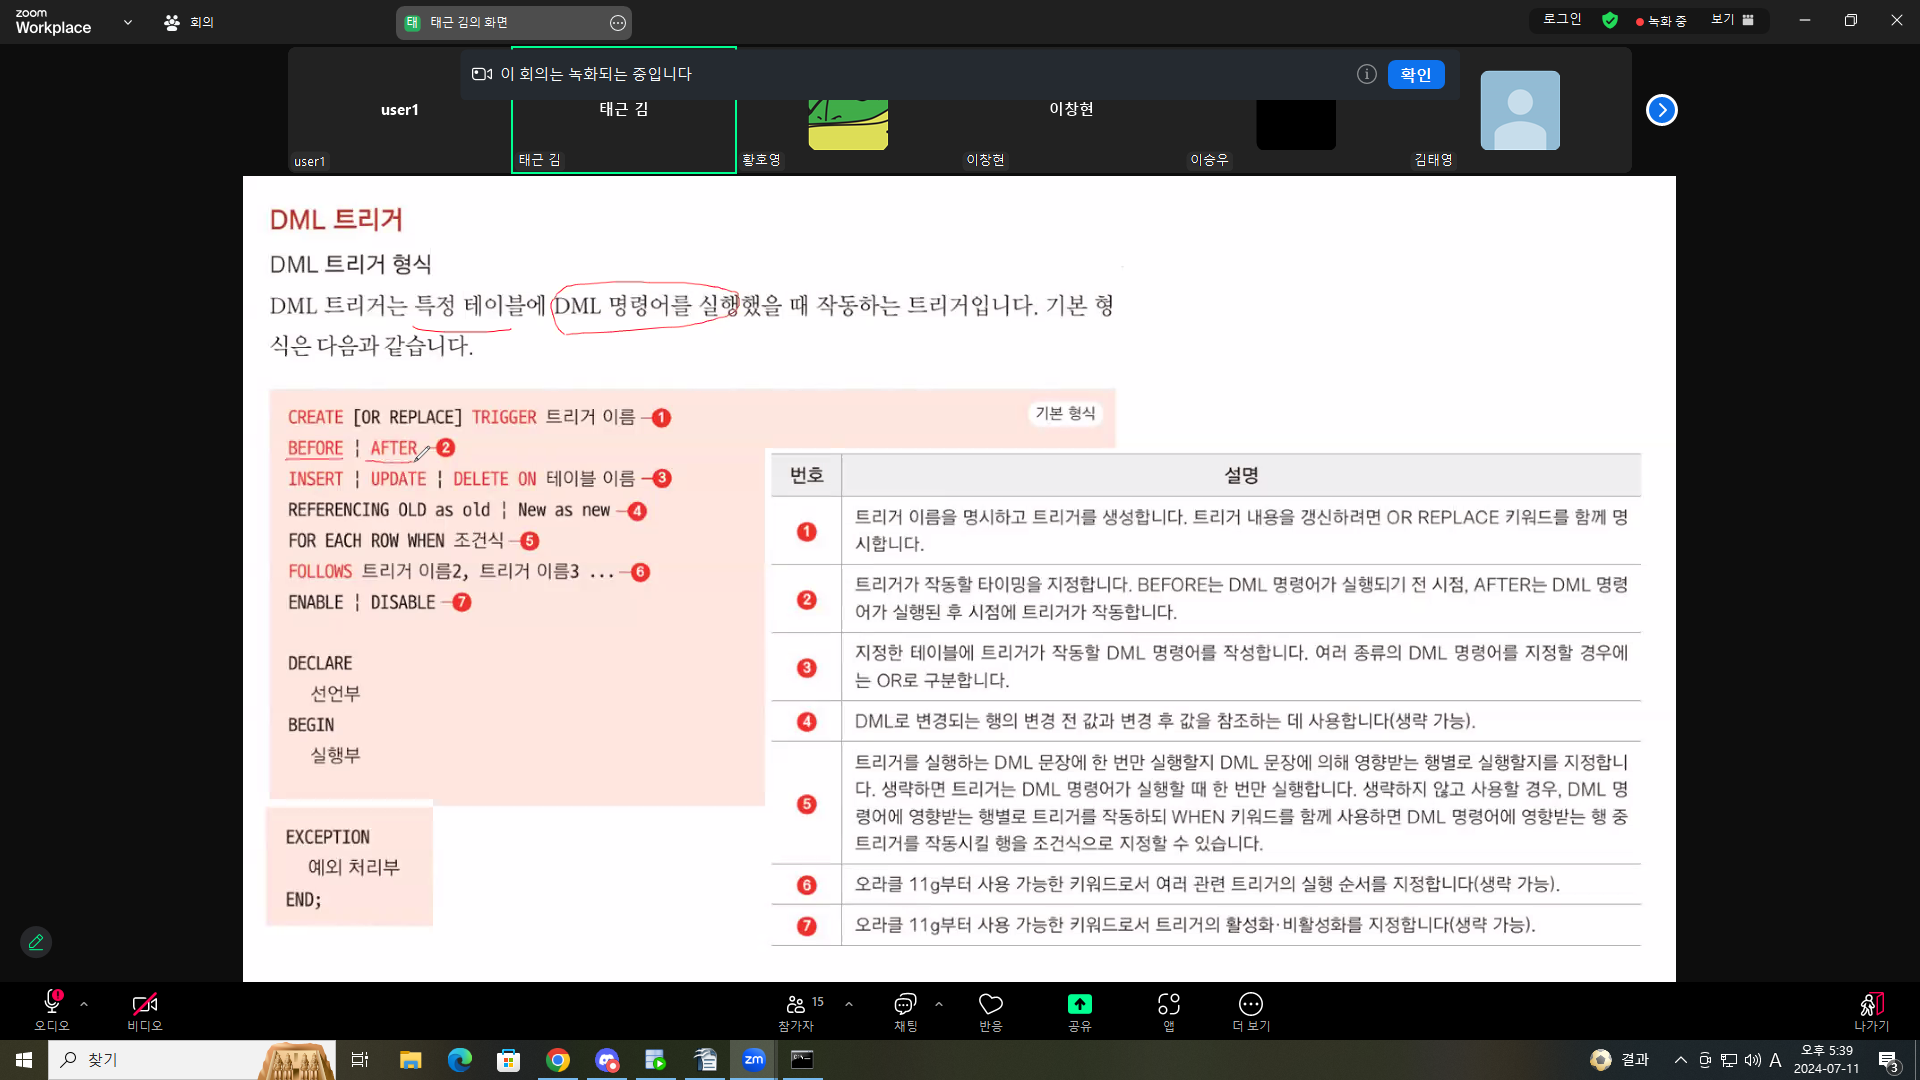 zoom
Workplace
회의
태 태근 김의 화면
로그인
녹화 중
보기
이 회의는 녹화되는 중입니다
확인
user1
태근 김
이창현
user1
태근 김
황호영
이창현
이승우
김태영
DML 트리거
DML 트리거 형식
DML 트리거는 특정 테이블에 DML 명령어를 실행했을 때 작동하는 트리거입니다. 기본 형
식은 다음과 같습니다.
기본 형식
CREATE [OR REPLACE] TRIGGER 트리거 이름 1
BEFORE ¦ AFTER 2
INSERT ¦ UPDATE ¦ DELETE ON 테이블 이름 3
REFERENCING OLD as old ¦ New as new 4
FOR EACH ROW WHEN 조건식 5
FOLLOWS 트리거 이름2, 트리거 이름3 ... 6
ENABLE ¦ DISABLE 7
DECLARE
선언부
BEGIN
실행부
EXCEPTION
예외 처리부
END;
번호 설명
1 트리거 이름을 명시하고 트리거를 생성합니다. 트리거 내용을 갱신하려면 OR REPLACE 키워드를 함께 명
시합니다.
2 트리거가 작동할 타이밍을 지정합니다. BEFORE는 DML 명령어가 실행되기 전 시점, AFTER는 DML 명령
어가 실행된 후 시점에 트리거가 작동합니다.
3 지정한 테이블에 트리거가 작동할 DML 명령어를 작성합니다. 여러 종류의 DML 명령어를 지정할 경우에
는 OR로 구분합니다.
4 DML로 변경되는 행의 변경 전 값과 변경 후 값을 참조하는 데 사용합니다(생략 가능).
5 트리거를 실행하는 DML 문장에 한 번만 실행할지 DML 문장에 의해 영향받는 행별로 실행할지를 지정합니
다. 생략하면 트리거는 DML 명령어가 실행할 때 한 번만 실행합니다. 생략하지 않고 사용할 경우, DML 명
령어에 영향받는 행별로 트리거를 작동하되 WHEN 키워드를 함께 사용하면 DML 명령어에 영향받는 행 중
트리거를 작동시킬 행을 조건식으로 지정할 수 있습니다.
6 오라클 11g부터 사용 가능한 키워드로서 여러 관련 트리거의 실행 순서를 지정합니다(생략 가능).
7 오라클 11g부터 사용 가능한 키워드로서 트리거의 활성화·비활성화를 지정합니다(생략 가능).
오디오
비디오
참가자 15
채팅
반응
공유
앱
더 보기
나가기
찾기
zm
결과
A
오후 5:39
2024-07-11
3